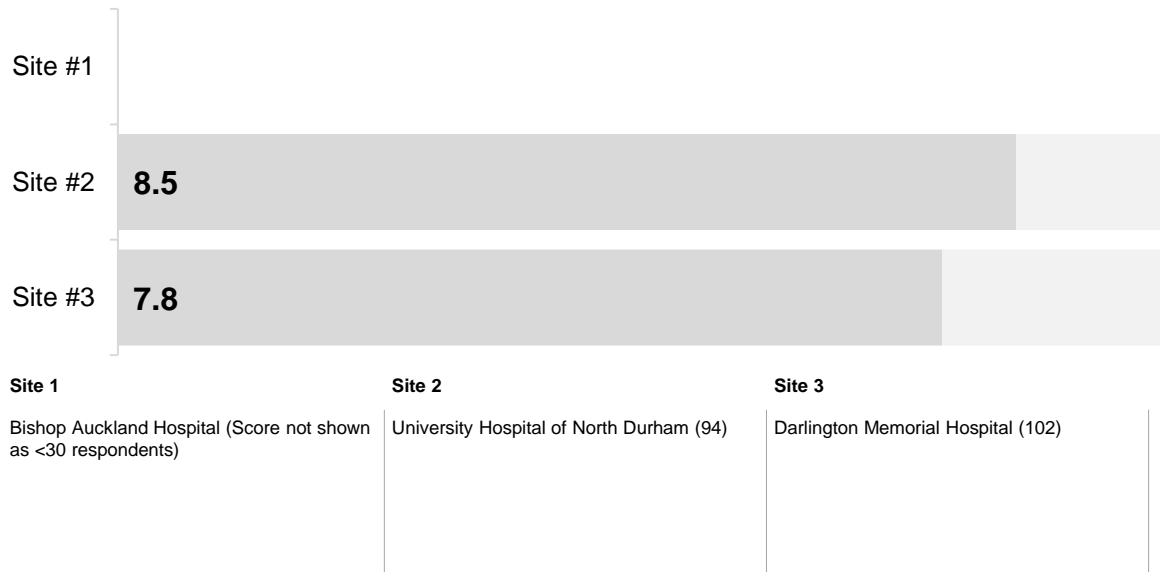 Site #1
Site #2
8.5
Site #3
7.8
Site 1
Site 2
Site 3
Bishop Auckland Hospital (Score not shown
as <30 respondents)
University Hospital of North Durham (94)
Darlington Memorial Hospital (102)